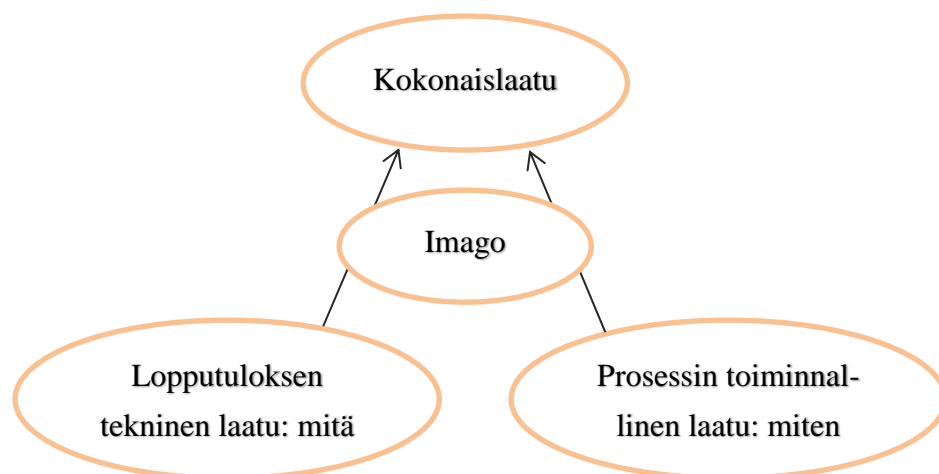 Kokonaislaatu
Imago
Lopputuloksen
tekninen laatu: mitä
Prosessin toiminnal-
linen laatu: miten